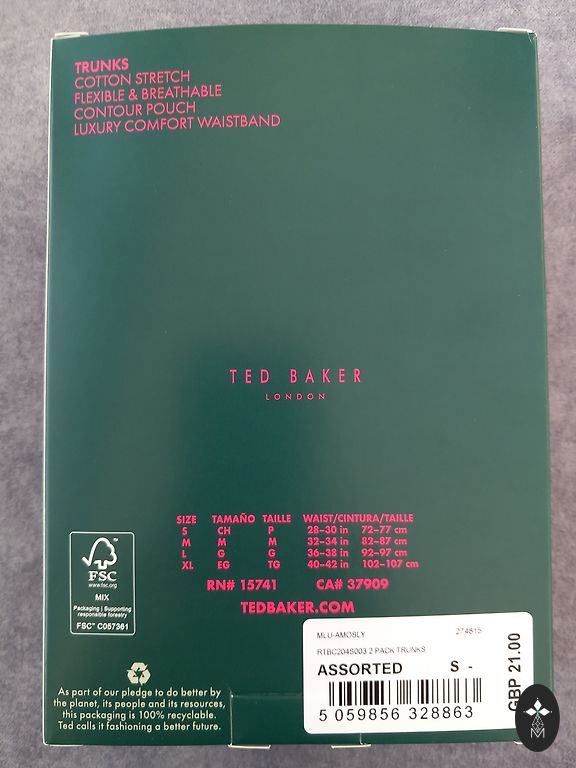 TRUNKS
COTTON STRETCH
FLEXIBLE & BREATHABLE
CONTOUR POUCH
LUXURY COMFORT WAISTBAND
TED BAKER
LONDON
SIZE TAMAÑO TAILLE WAIST/CINTURA/TAILLE
S CH P 28-30 in 72-77 cm
M M M 32-34 in 82-87 cm
L G G 36-38 in 92-97 cm
XL EG TG 40-42 in 102-107 cm
RN# 15741 CA# 37909
TEDBAKER.COM
FSC
www.fsc.org
MIX
Packaging | Supporting
responsible forestry
FSC™ C057361
As part of our pledge to do better by
the planet, its people and its resources,
this packaging is 100% recyclable.
Ted calls it fashioning a better future.
MLU-AMOSLY 274815
RTBC204S003 2 PACK TRUNKS
ASSORTED S -
5 059856 328863
GBP 21.00
M